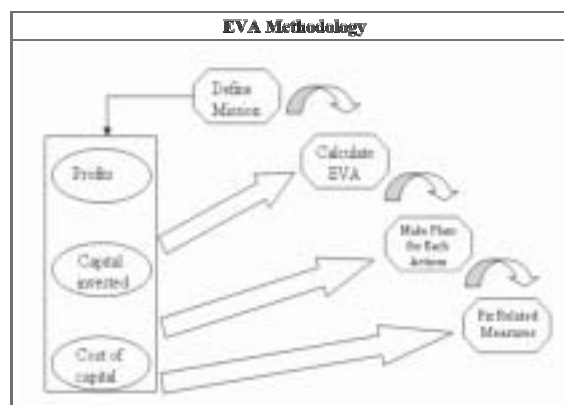 EVA Methodology
Define
Mission
Profits
Calculate
EVA
Capital
invested
Make Plans
for Each
Actions
Fix Related
Measures
Cost of
capital